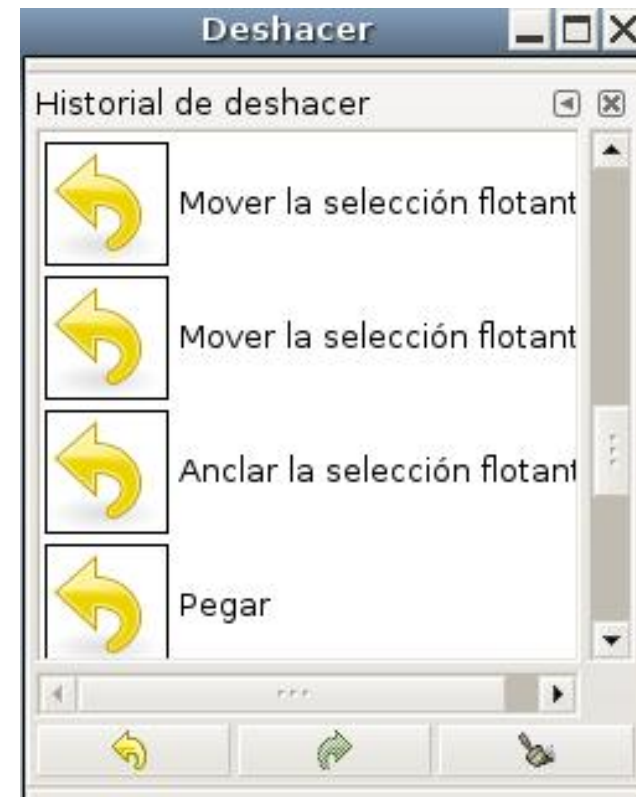 Deshacer
Historial de deshacer
Mover la selección flotant
Mover la selección flotant
Anclar la selección flotant
Pegar